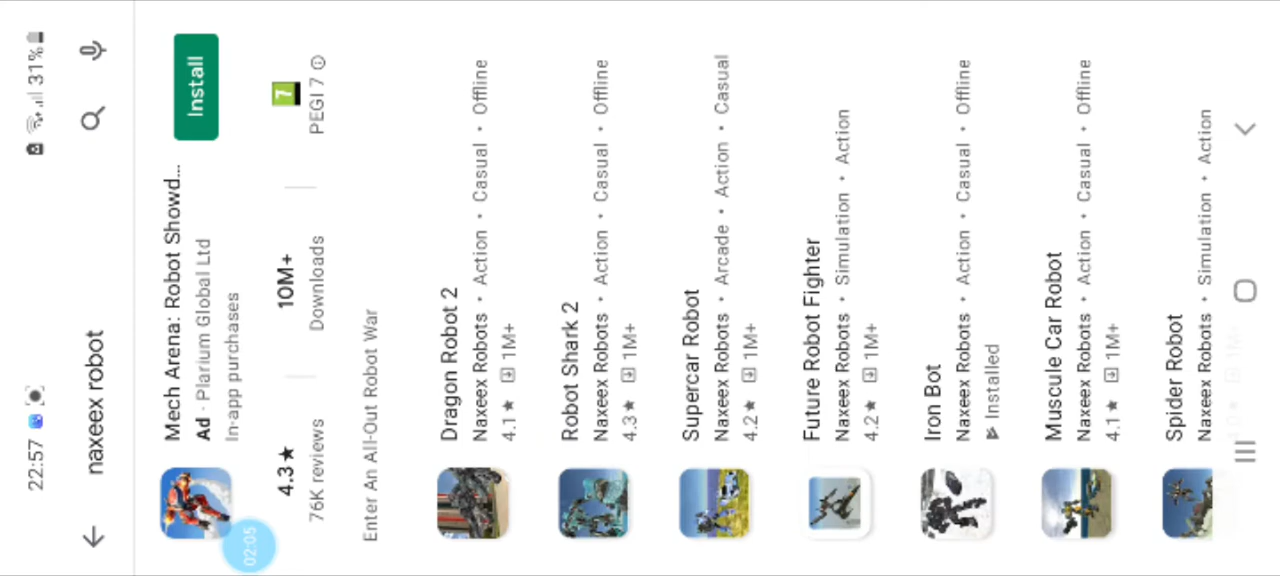 22:57 31%
naxeex robot
Mech Arena: Robot Showd...
Ad · Plarium Global Ltd
In-app purchases
Install
4.3★ 10M+ 7
76K reviews Downloads PEGI 7
Enter An All-Out Robot War
Dragon Robot 2
Naxeex Robots • Action • Casual • Offline
4.1★ 1M+
Robot Shark 2
Naxeex Robots • Action • Casual • Offline
4.3★ 1M+
Supercar Robot
Naxeex Robots • Arcade • Action • Casual
4.2★ 1M+
Future Robot Fighter
Naxeex Robots • Simulation • Action
4.2★ 1M+
Iron Bot
Naxeex Robots • Action • Casual • Offline
Installed
Muscule Car Robot
Naxeex Robots • Action • Casual • Offline
4.1★ 1M+
Spider Robot
Naxeex Robots • Simulation • Action
1M+
02:05